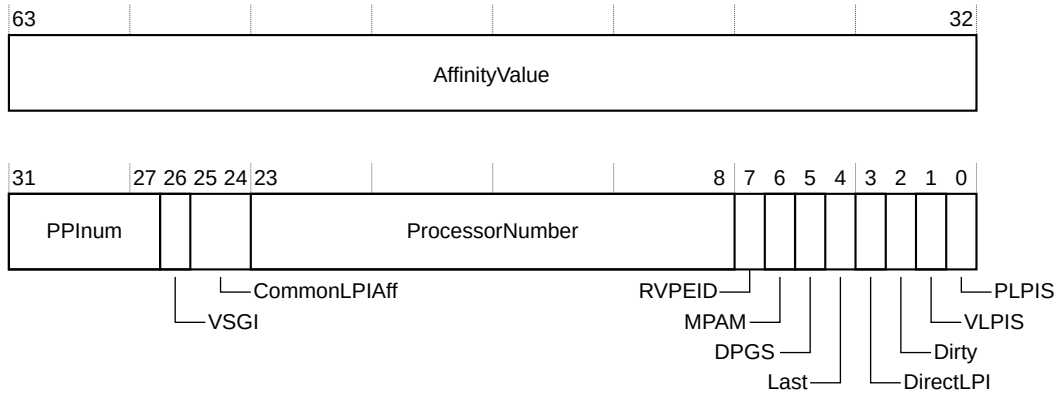 63 32
AffinityValue
31 27 26 25 24 23 8 7 6 5 4 3 2 1 0
PPInum ProcessorNumber
CommonLPIAff RVPEID PLPIS
VSGI MPAM VLPIS
DPGS Dirty
Last DirectLPI